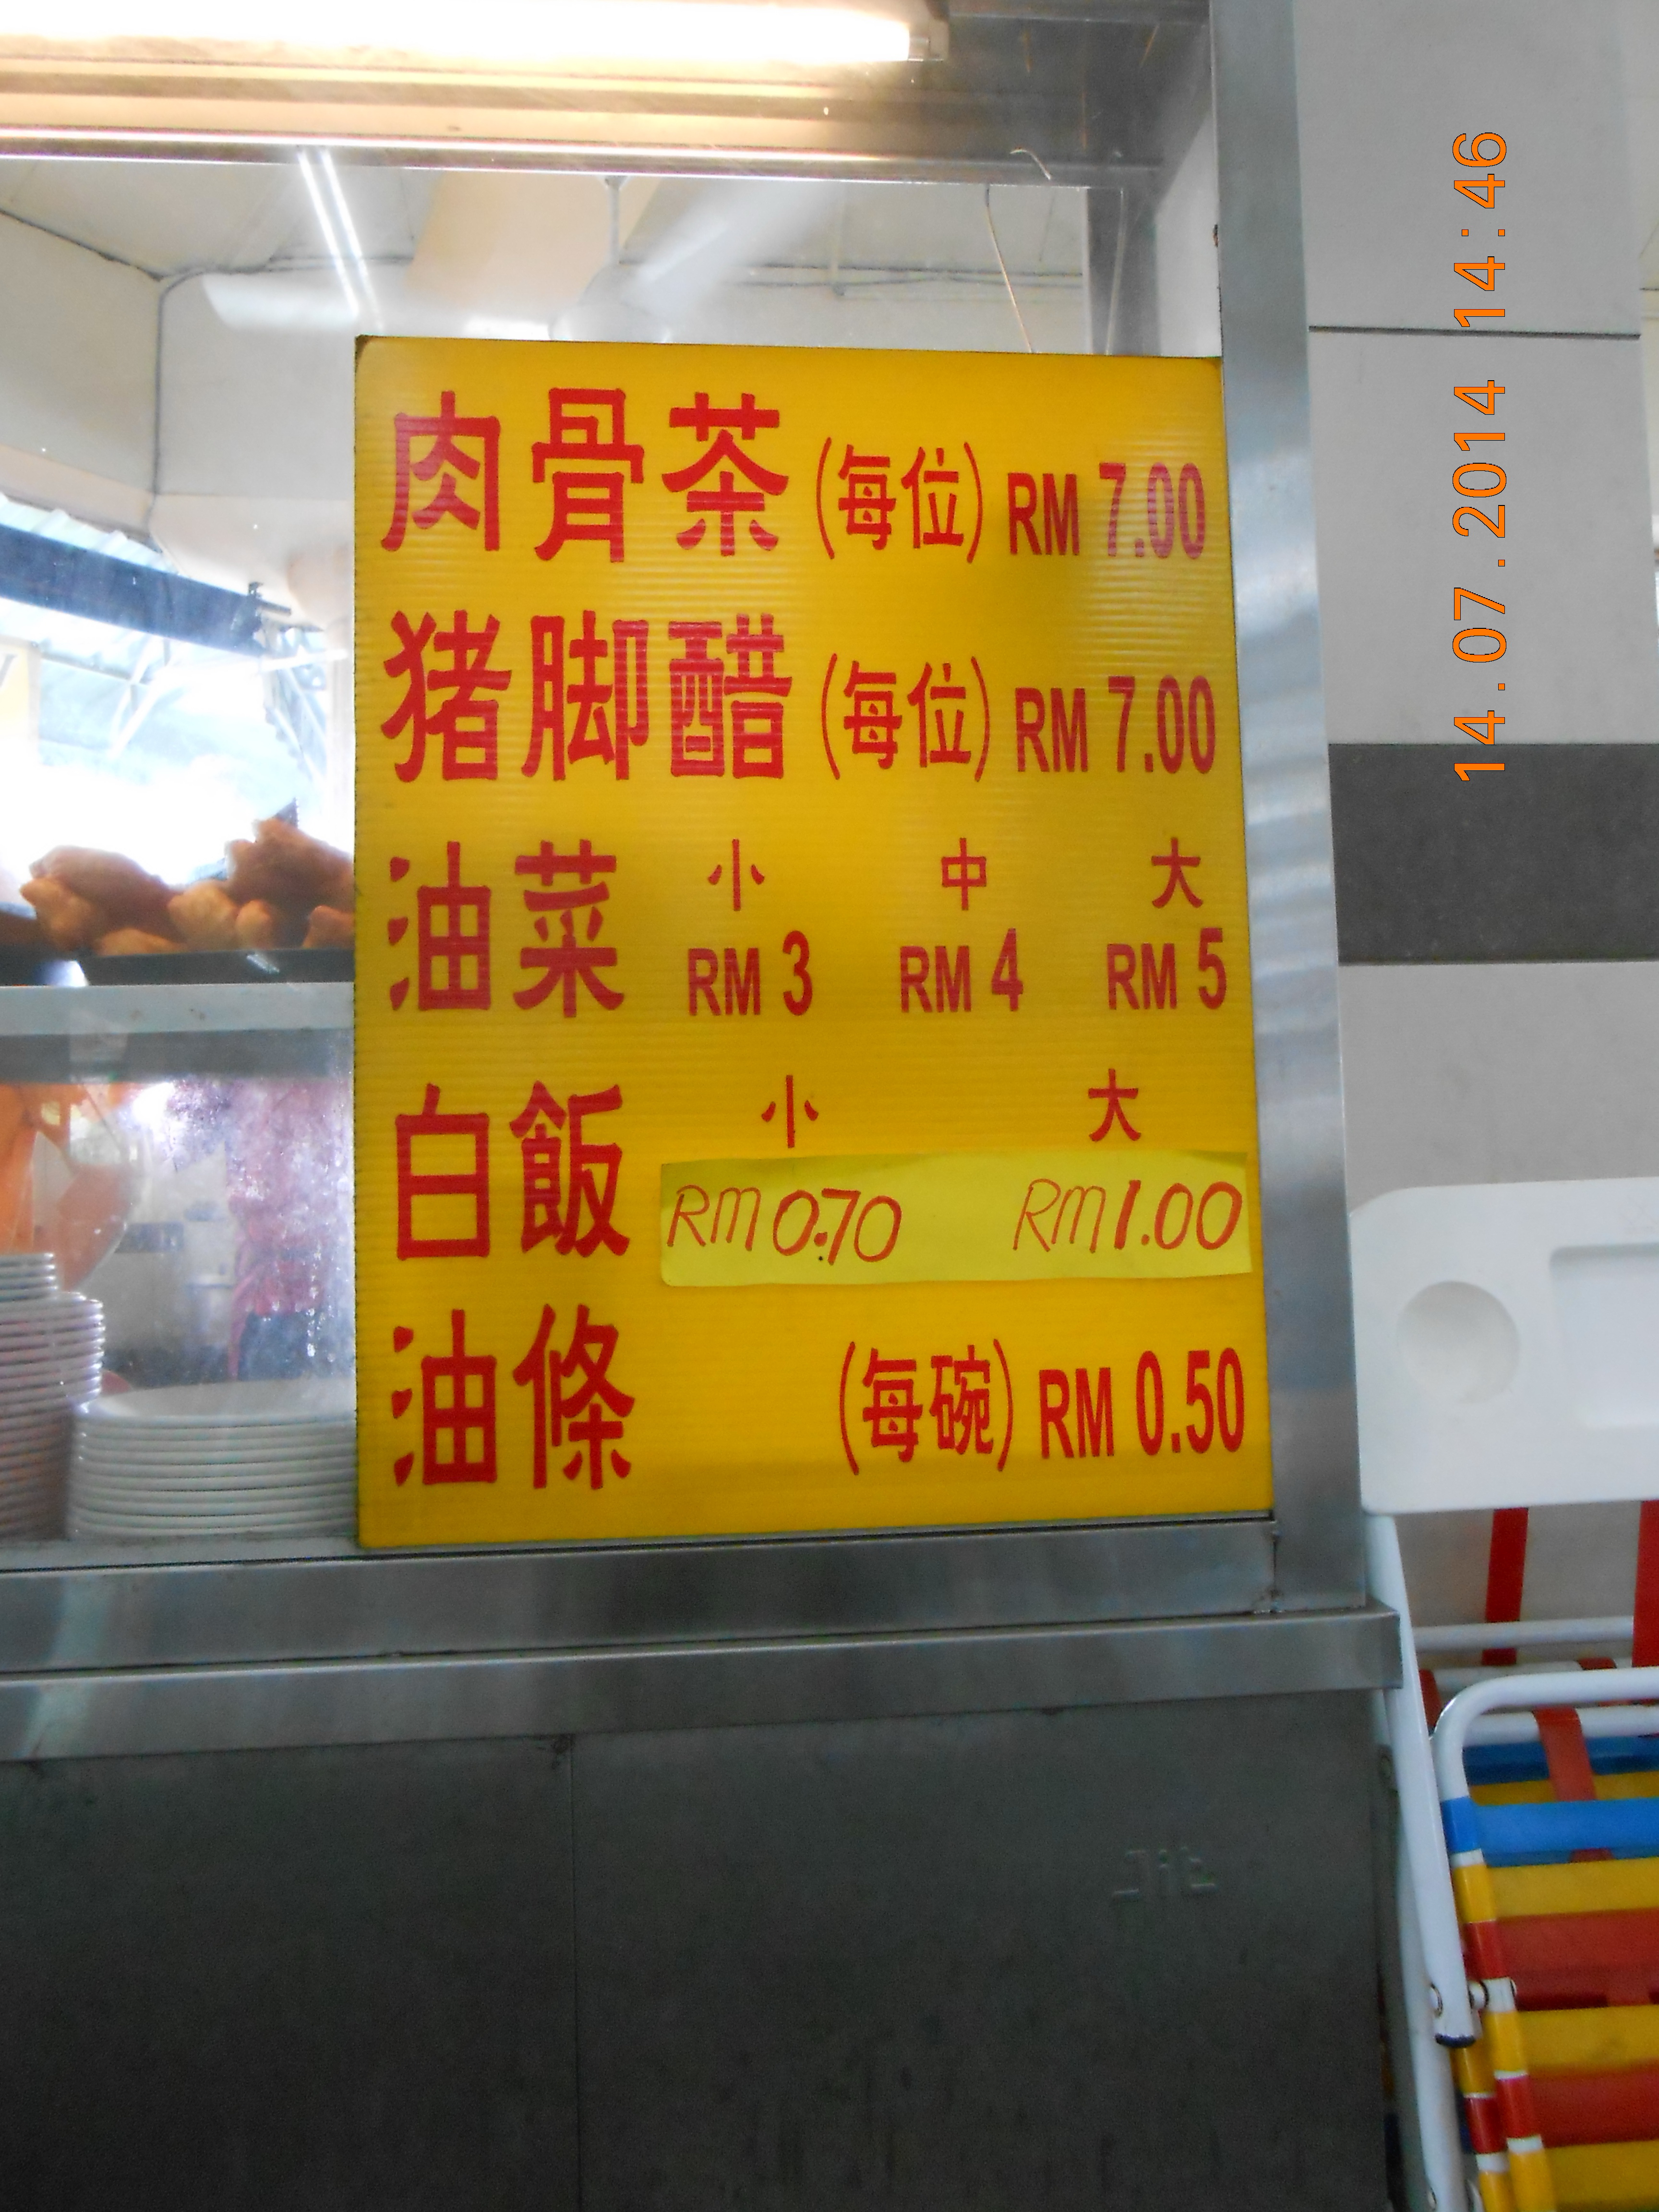 肉骨茶 (每位) RM 7.00
猪脚醋 (每位) RM 7.00
小 中 大
油菜 RM 3 RM 4 RM 5
小 大
白飯 RM 0.70 RM 1.00
油條 (每碗) RM 0.50
14.07.2014 14:46